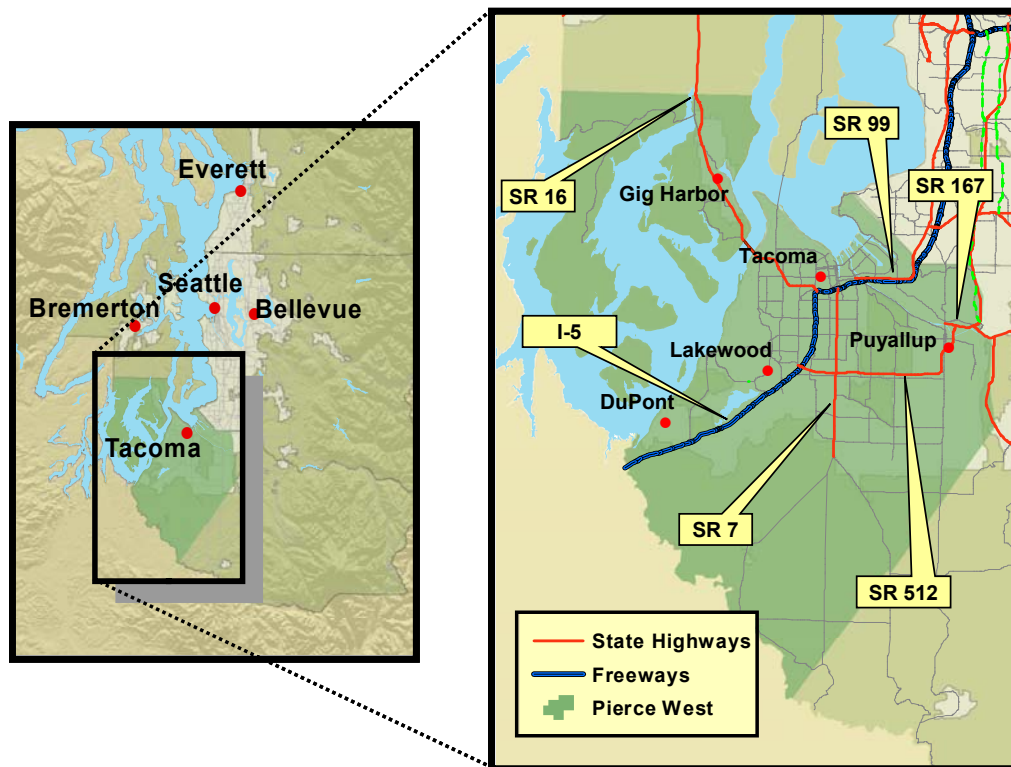 Everett
Seattle
Bremerton
Bellevue
Tacoma
SR 99
SR 167
SR 16
Gig Harbor
Tacoma
I-5
Puyallup
Lakewood
DuPont
SR 7
SR 512
State Highways
Freeways
Pierce West